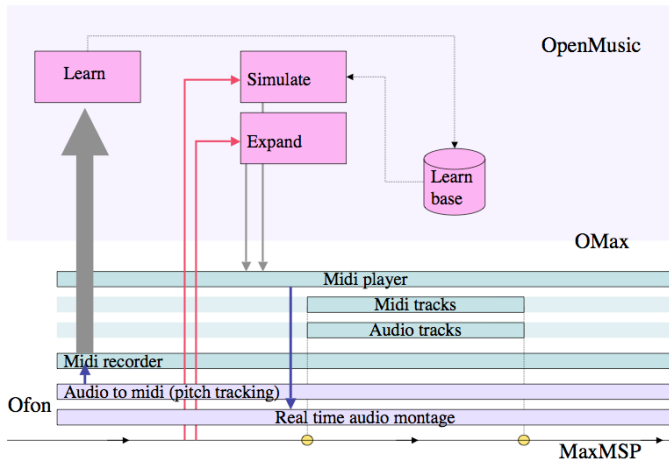 OpenMusic
Learn
Simulate
Expand
Learn
base
OMax
Midi player
Midi tracks
Audio tracks
Midi recorder
Audio to midi (pitch tracking)
Ofon
Real time audio montage
MaxMSP